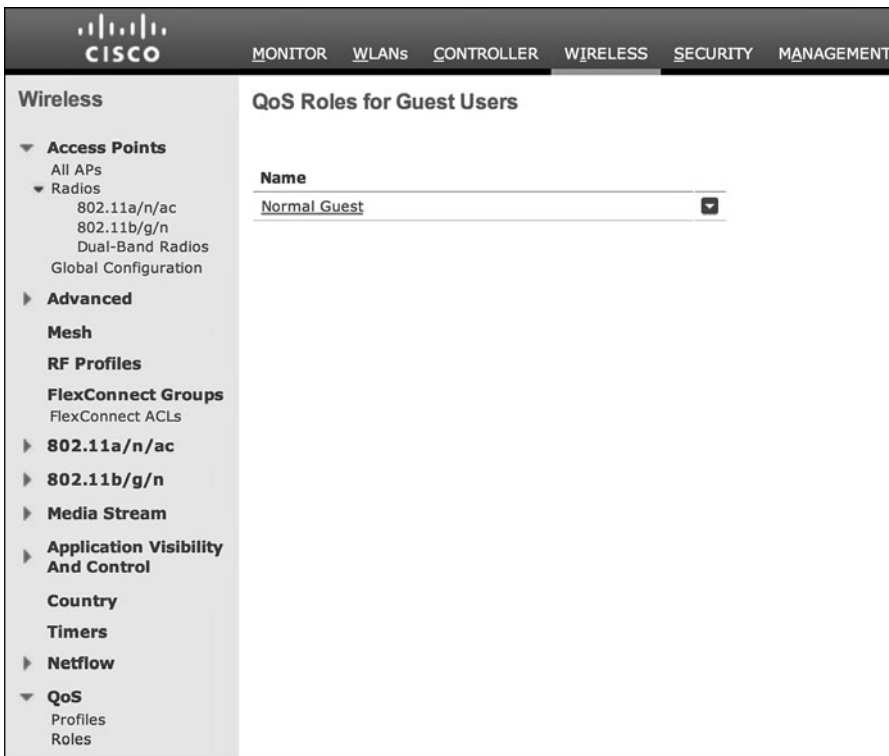 CISCO
MONITOR WLANs CONTROLLER WIRELESS SECURITY MANAGEMENT
Wireless
Access Points
All APs
Radios
802.11a/n/ac
802.11b/g/n
Dual-Band Radios
Global Configuration
Advanced
Mesh
RF Profiles
FlexConnect Groups
FlexConnect ACLs
802.11a/n/ac
802.11b/g/n
Media Stream
Application Visibility
And Control
Country
Timers
Netflow
QoS
Profiles
Roles
QoS Roles for Guest Users
Name
Normal Guest